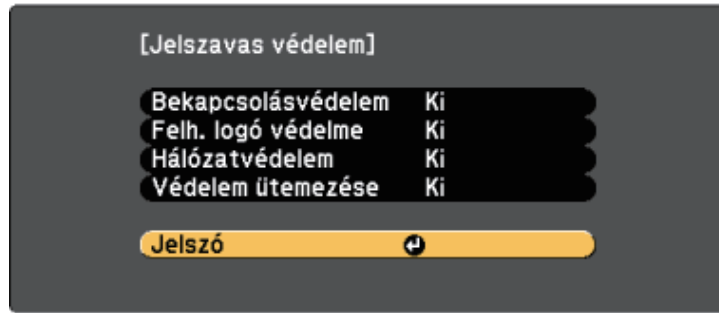 [Jelszavas védelem]
Bekapcsolásvédelem Ki
Felh. logó védelme Ki
Hálózatvédelem Ki
Védelem ütemezése Ki
Jelszó